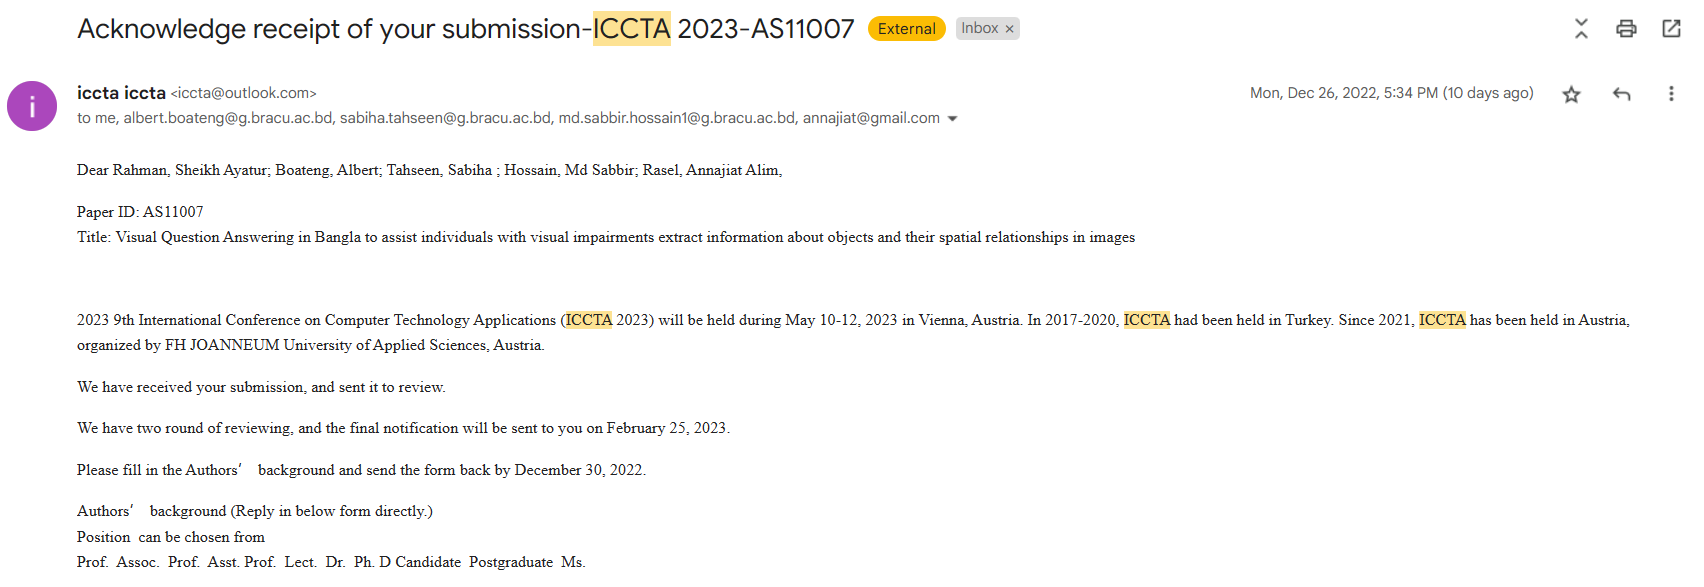 Acknowledge receipt of your submission-ICCTA 2023-AS11007 External Inbox ×
i
iccta iccta <iccta@outlook.com> Mon, Dec 26, 2022, 5:34 PM (10 days ago)
to me, albert.boateng@g.bracu.ac.bd, sabiha.tahseen@g.bracu.ac.bd, md.sabbir.hossain1@g.bracu.ac.bd, annajiat@gmail.com
Dear Rahman, Sheikh Ayatur; Boateng, Albert; Tahseen, Sabiha ; Hossain, Md Sabbir; Rasel, Annajiat Alim,
Paper ID: AS11007
Title: Visual Question Answering in Bangla to assist individuals with visual impairments extract information about objects and their spatial relationships in images
2023 9th International Conference on Computer Technology Applications (ICCTA 2023) will be held during May 10-12, 2023 in Vienna, Austria. In 2017-2020, ICCTA had been held in Turkey. Since 2021, ICCTA has been held in Austria,
organized by FH JOANNEUM University of Applied Sciences, Austria.
We have received your submission, and sent it to review.
We have two round of reviewing, and the final notification will be sent to you on February 25, 2023.
Please fill in the Authors′ background and send the form back by December 30, 2022.
Authors′ background (Reply in below form directly.)
Position can be chosen from
Prof. Assoc. Prof. Asst. Prof. Lect. Dr. Ph. D Candidate Postgraduate Ms.